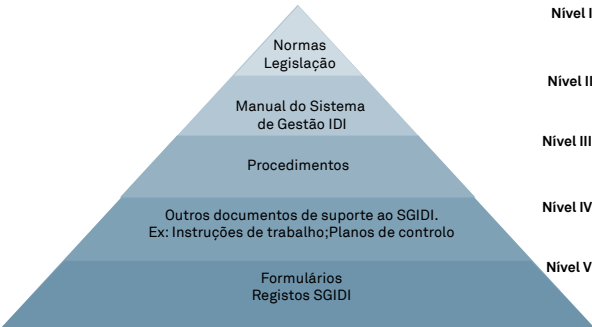 Nível I
Normas
Legislação
Nível II
Manual do Sistema
de Gestão IDI
Nível III
Procedimentos
Nível IV
Outros documentos de suporte ao SGIDI.
Ex: Instruções de trabalho;Planos de controlo
Nível V
Formulários
Registos SGIDI